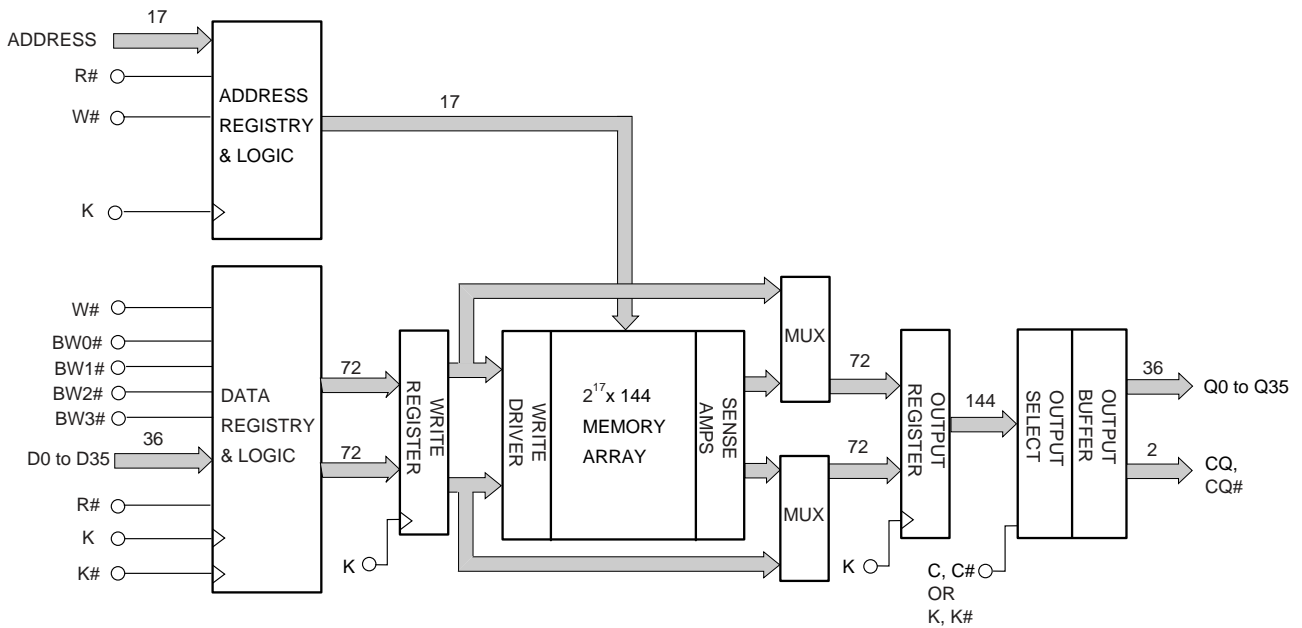 17
ADDRESS
R#
W#
K
ADDRESS
REGISTRY
& LOGIC
17
W#
BW0#
BW1#
BW2#
BW3#
36
D0 to D35
R#
K
K#
DATA
REGISTRY
& LOGIC
72
72
WRITE
REGISTER
K
WRITE
DRIVER
2^17 x 144
MEMORY
ARRAY
SENSE
AMPS
MUX
MUX
72
72
OUTPUT
REGISTER
K
144
OUTPUT
SELECT
OUTPUT
BUFFER
C, C#
OR
K, K#
36
Q0 to Q35
2
CQ,
CQ#